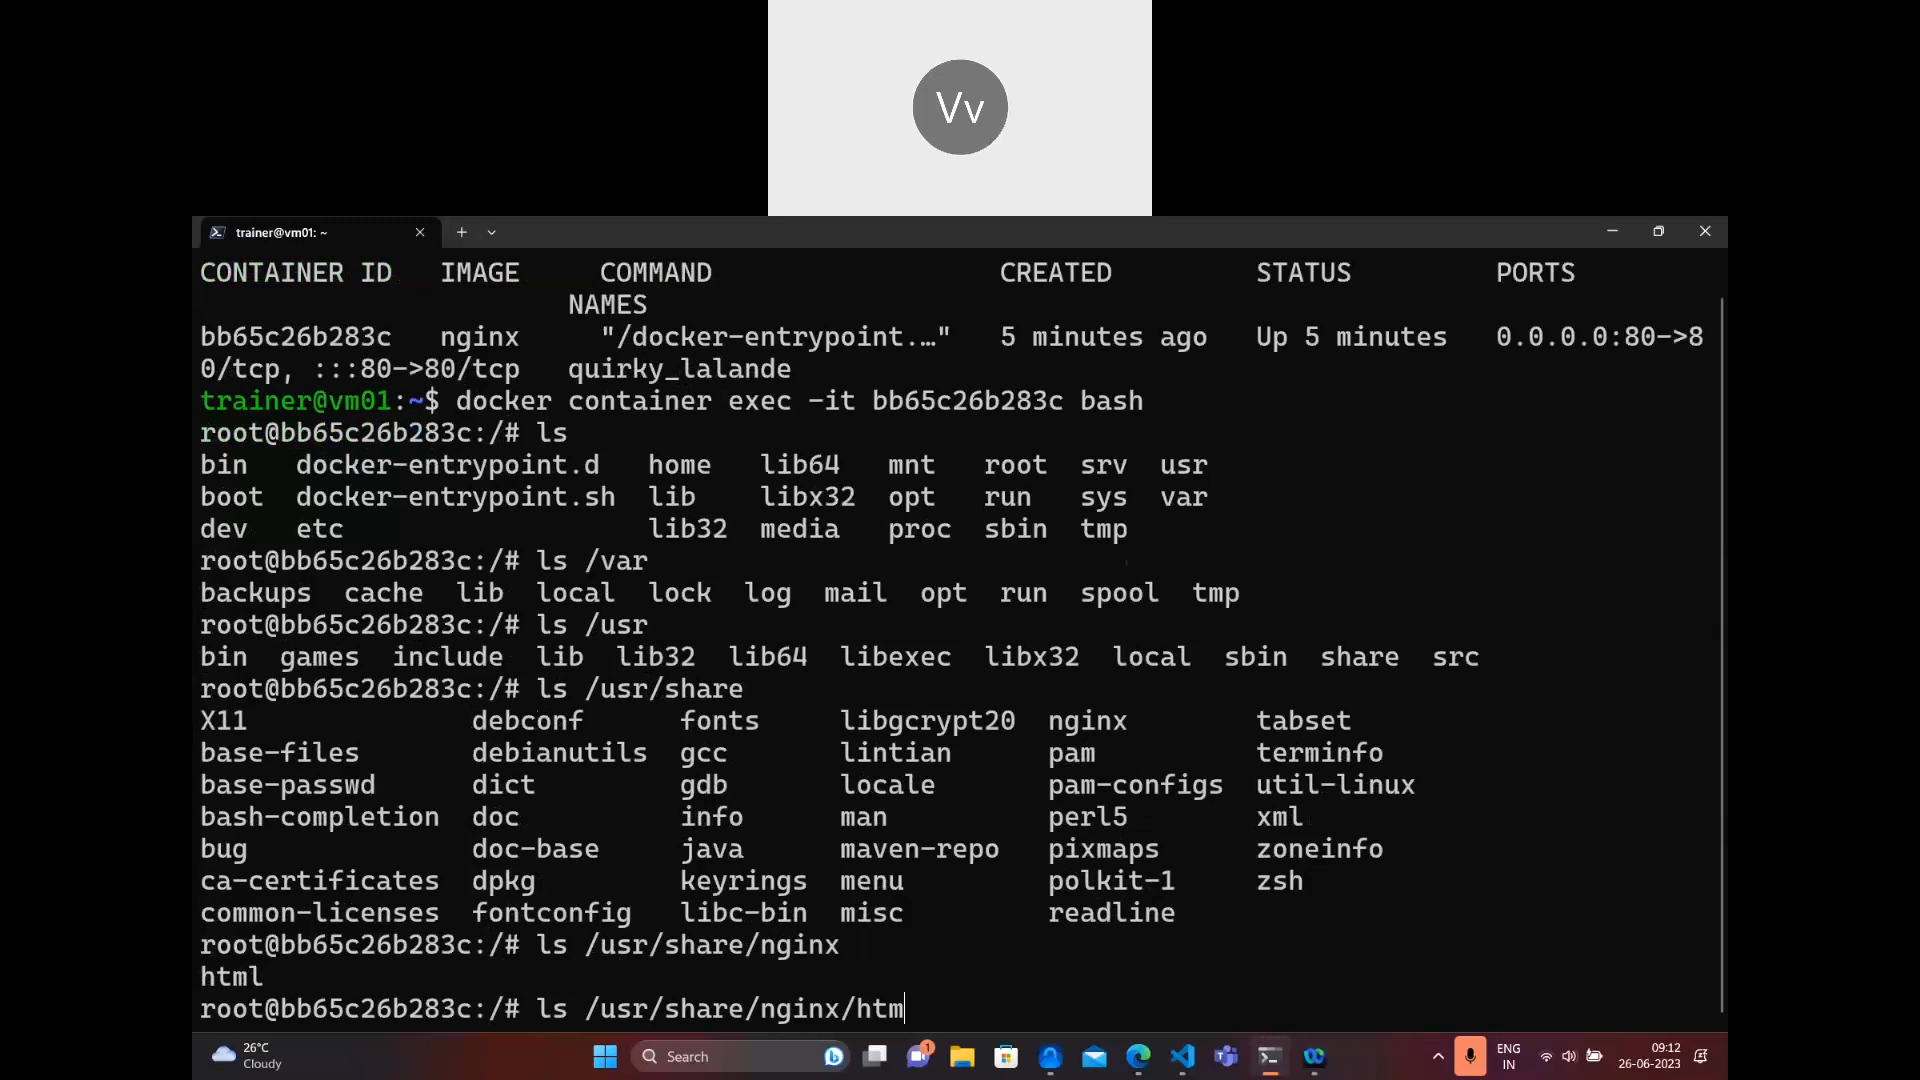 Vv
trainer@vm01: ~
CONTAINER ID   IMAGE     COMMAND                  CREATED         STATUS         PORTS
                       NAMES
bb65c26b283c   nginx     "/docker-entrypoint.…"   5 minutes ago   Up 5 minutes   0.0.0.0:80->8
0/tcp, :::80->80/tcp   quirky_lalande
trainer@vm01:~$ docker container exec -it bb65c26b283c bash
root@bb65c26b283c:/# ls
bin   docker-entrypoint.d   home   lib64   mnt   root  srv  usr
boot  docker-entrypoint.sh  lib    libx32  opt   run   sys  var
dev   etc                   lib32  media   proc  sbin  tmp
root@bb65c26b283c:/# ls /var
backups  cache  lib  local  lock  log  mail  opt  run  spool  tmp
root@bb65c26b283c:/# ls /usr
bin  games  include  lib  lib32  lib64  libexec  libx32  local  sbin  share  src
root@bb65c26b283c:/# ls /usr/share
X11              debconf      fonts     libgcrypt20  nginx        tabset
base-files       debianutils  gcc       lintian      pam          terminfo
base-passwd      dict         gdb       locale       pam-configs  util-linux
bash-completion  doc          info      man          perl5        xml
bug              doc-base     java      maven-repo   pixmaps      zoneinfo
ca-certificates  dpkg         keyrings  menu         polkit-1     zsh
common-licenses  fontconfig   libc-bin  misc         readline
root@bb65c26b283c:/# ls /usr/share/nginx
html
root@bb65c26b283c:/# ls /usr/share/nginx/htm
26°C
Cloudy
Search
1
ENG
IN
09:12
26-06-2023